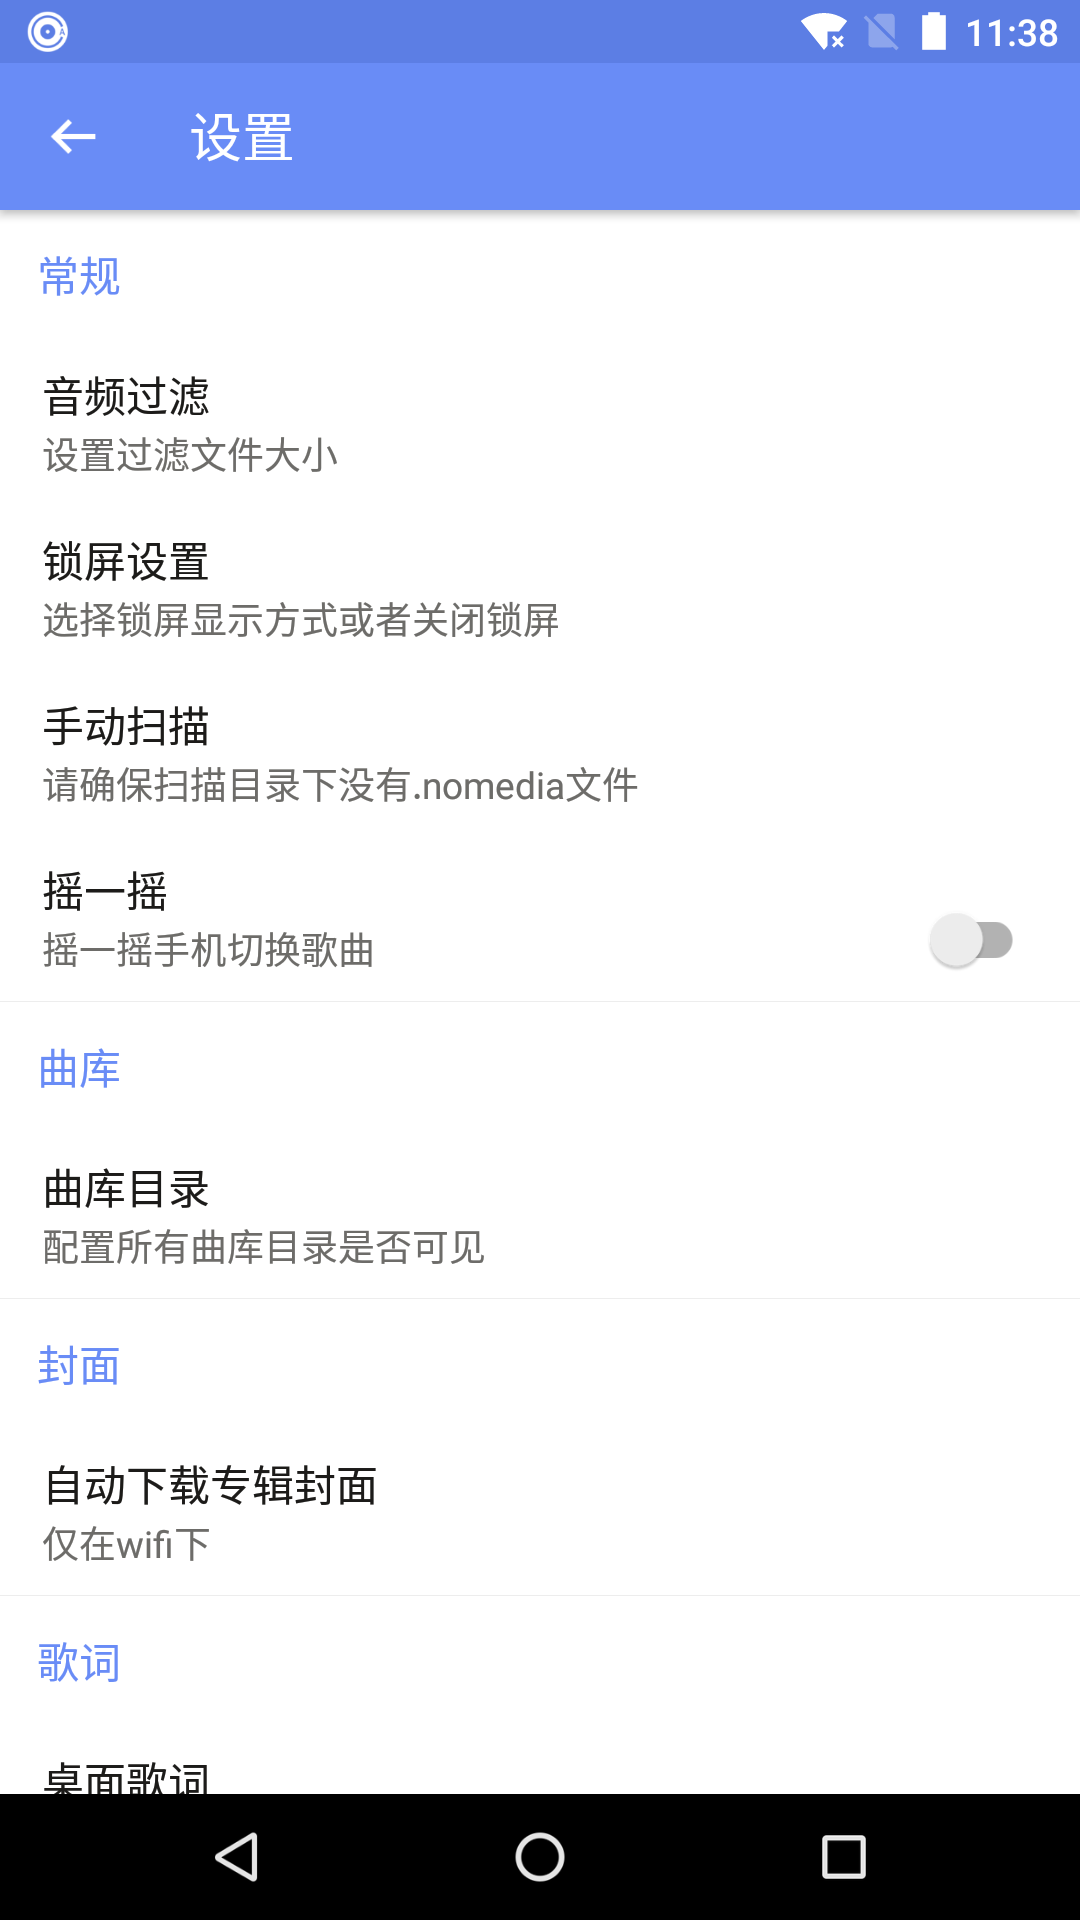 11:38
设置
常规
音频过滤
设置过滤文件大小
锁屏设置
选择锁屏显示方式或者关闭锁屏
手动扫描
请确保扫描目录下没有.nomedia文件
摇一摇
摇一摇手机切换歌曲
曲库
曲库目录
配置所有曲库目录是否可见
封面
自动下载专辑封面
仅在wifi下
歌词
桌面歌词